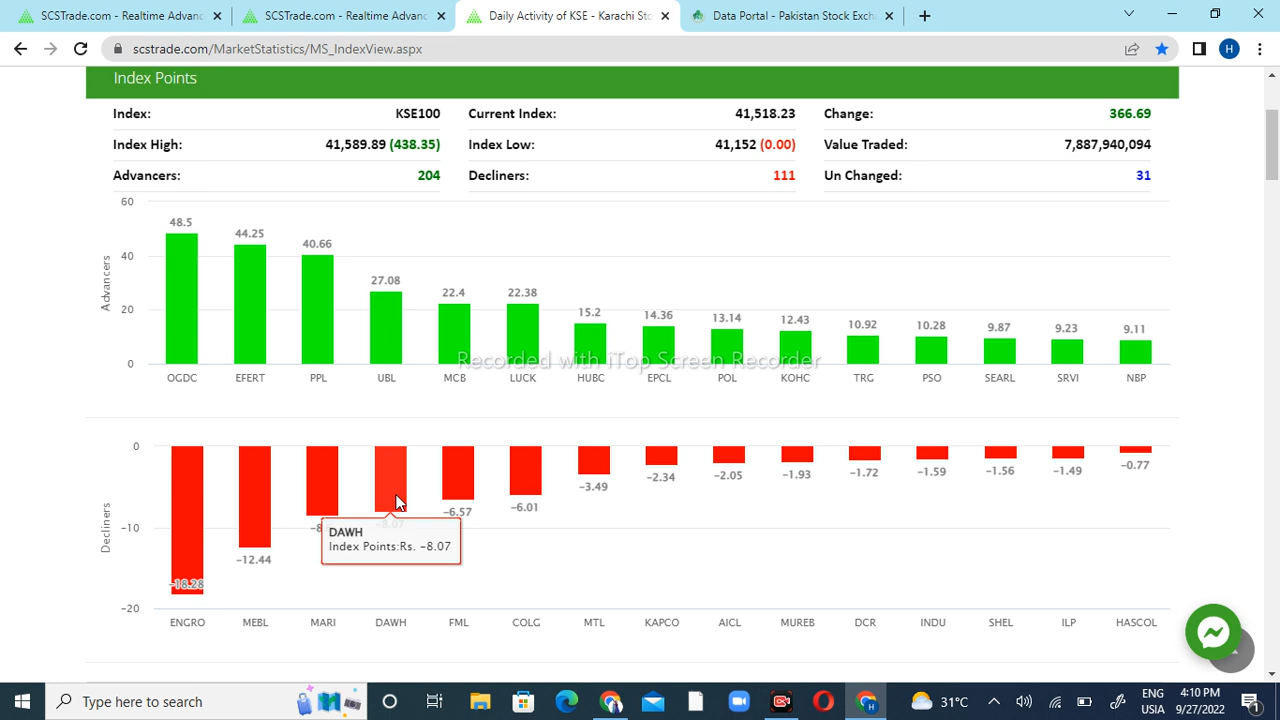 SCSTrade.com - Realtime Advanc
SCSTrade.com - Realtime Advanc
Daily Activity of KSE - Karachi Sto
Data Portal - Pakistan Stock Exch
scstrade.com/MarketStatistics/MS_IndexView.aspx
H
Index Points
Index: KSE100 Current Index: 41,518.23 Change: 366.69
Index High: 41,589.89 (438.35) Index Low: 41,152 (0.00) Value Traded: 7,887,940,094
Advancers: 204 Decliners: 111 Un Changed: 31
Advancers
60
40
20
0
48.5 44.25 40.66 27.08 22.4 22.38 15.2 14.36 13.14 12.43 10.92 10.28 9.87 9.23 9.11
Recorded with iTop Screen Recorder
OGDC EFERT PPL UBL MCB LUCK HUBC EPCL POL KOHC TRG PSO SEARL SRVI NBP
Decliners
0
−10
−20
−18.28 −12.44 −8. −8.07 −6.57 −6.01 −3.49 −2.34 −2.05 −1.93 −1.72 −1.59 −1.56 −1.49 −0.77
DAWH
Index Points:Rs. −8.07
ENGRO MEBL MARI DAWH FML COLG MTL KAPCO AICL MUREB DCR INDU SHEL ILP HASCOL
Type here to search
H
31°C
ENG
USIA
4:10 PM
9/27/2022
1